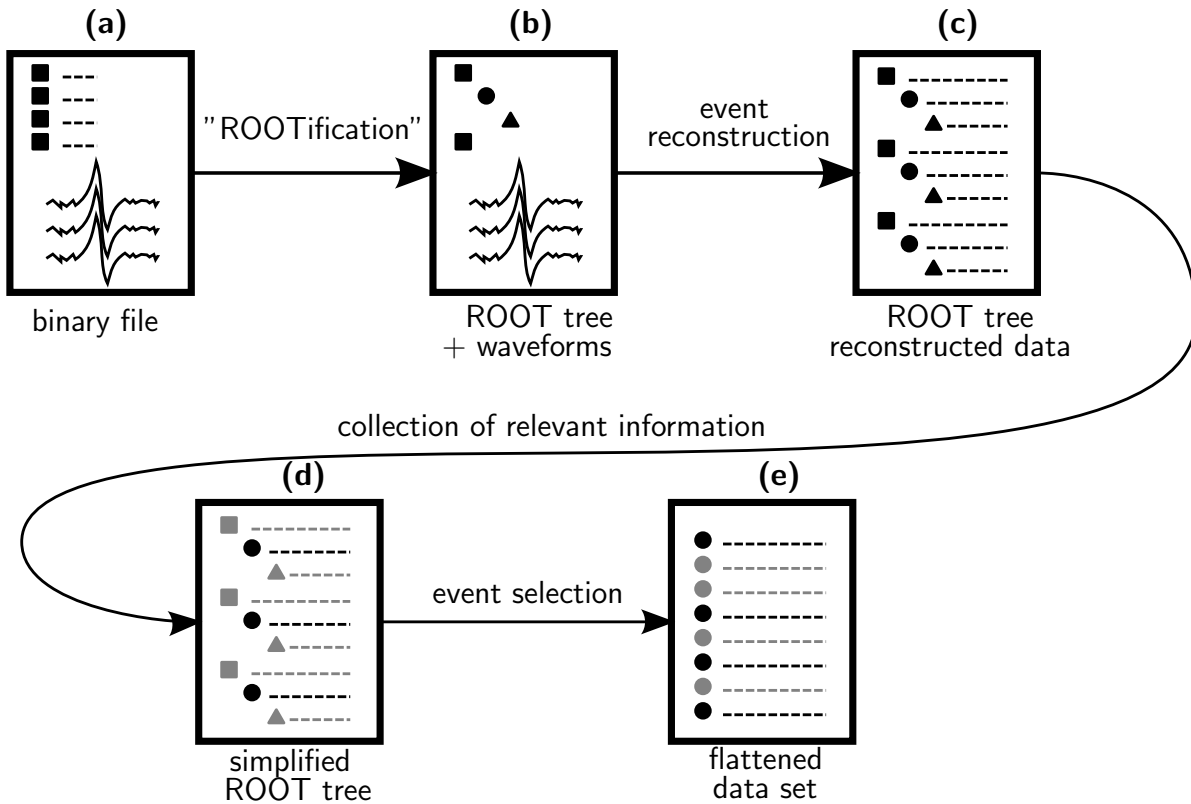 (a)
(b)
(c)
"ROOTification"
event
reconstruction
binary file
ROOT tree
+ waveforms
ROOT tree
reconstructed data
collection of relevant information
(d)
(e)
event selection
simplified
ROOT tree
flattened
data set